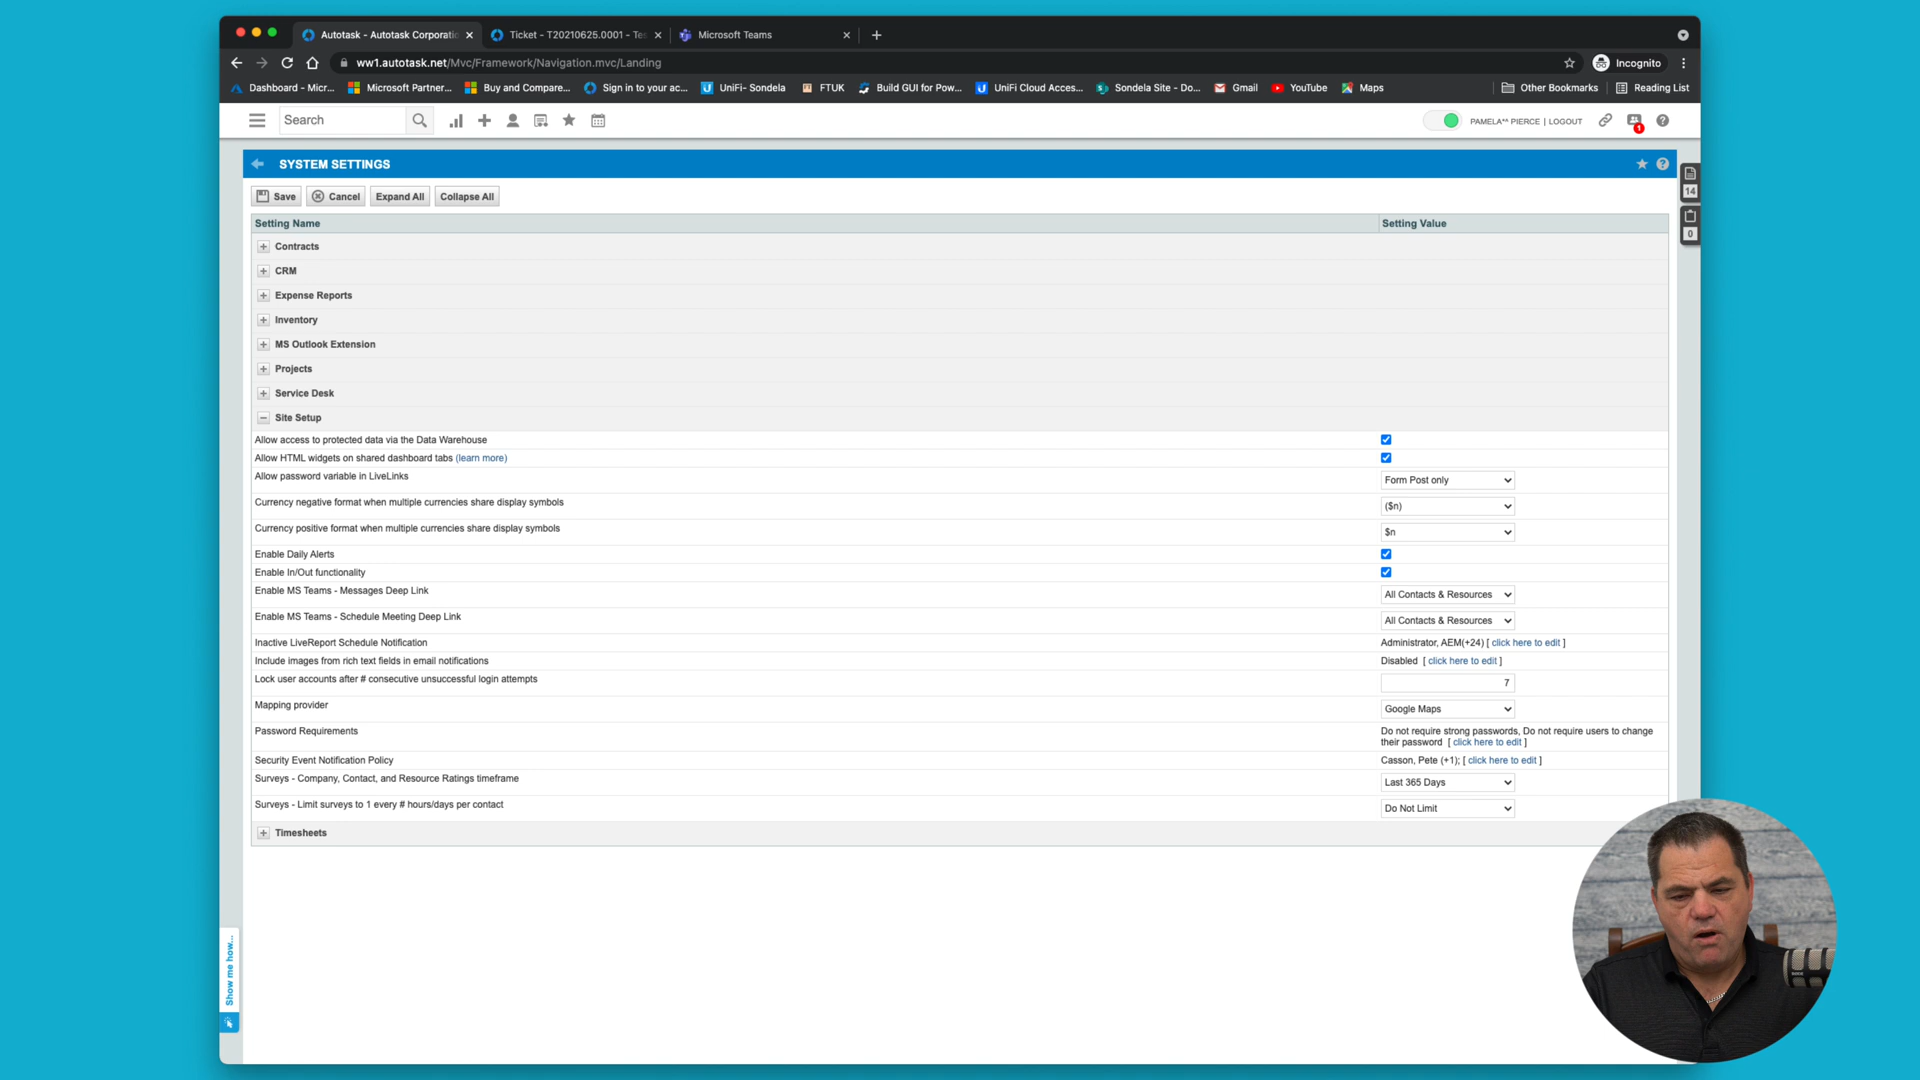 Autotask - Autotask Corporatio
Ticket - T20210625.0001 - Tes
Microsoft Teams
ww1.autotask.net/Mvc/Framework/Navigation.mvc/Landing
Incognito
Dashboard - Micr...
Microsoft Partner...
Buy and Compare...
Sign in to your ac...
UniFi- Sondela
FTUK
Build GUI for Pow...
UniFi Cloud Acces...
Sondela Site - Do...
Gmail
YouTube
Maps
Other Bookmarks
Reading List
Search
PAMELA** PIERCE | LOGOUT
1
SYSTEM SETTINGS
14
0
Save
Cancel
Expand All
Collapse All
Setting Name
Setting Value
Contracts
CRM
Expense Reports
Inventory
MS Outlook Extension
Projects
Service Desk
Site Setup
Allow access to protected data via the Data Warehouse
Allow HTML widgets on shared dashboard tabs (learn more)
Allow password variable in LiveLinks
Form Post only
Currency negative format when multiple currencies share display symbols
($n)
Currency positive format when multiple currencies share display symbols
$n
Enable Daily Alerts
Enable In/Out functionality
Enable MS Teams - Messages Deep Link
All Contacts & Resources
Enable MS Teams - Schedule Meeting Deep Link
All Contacts & Resources
Inactive LiveReport Schedule Notification
Administrator, AEM(+24) [ click here to edit ]
Include images from rich text fields in email notifications
Disabled [ click here to edit ]
Lock user accounts after # consecutive unsuccessful login attempts
7
Mapping provider
Google Maps
Password Requirements
Do not require strong passwords, Do not require users to change
their password [ click here to edit ]
Security Event Notification Policy
Casson, Pete (+1); [ click here to edit ]
Surveys - Company, Contact, and Resource Ratings timeframe
Last 365 Days
Surveys - Limit surveys to 1 every # hours/days per contact
Do Not Limit
Timesheets
Show me how...